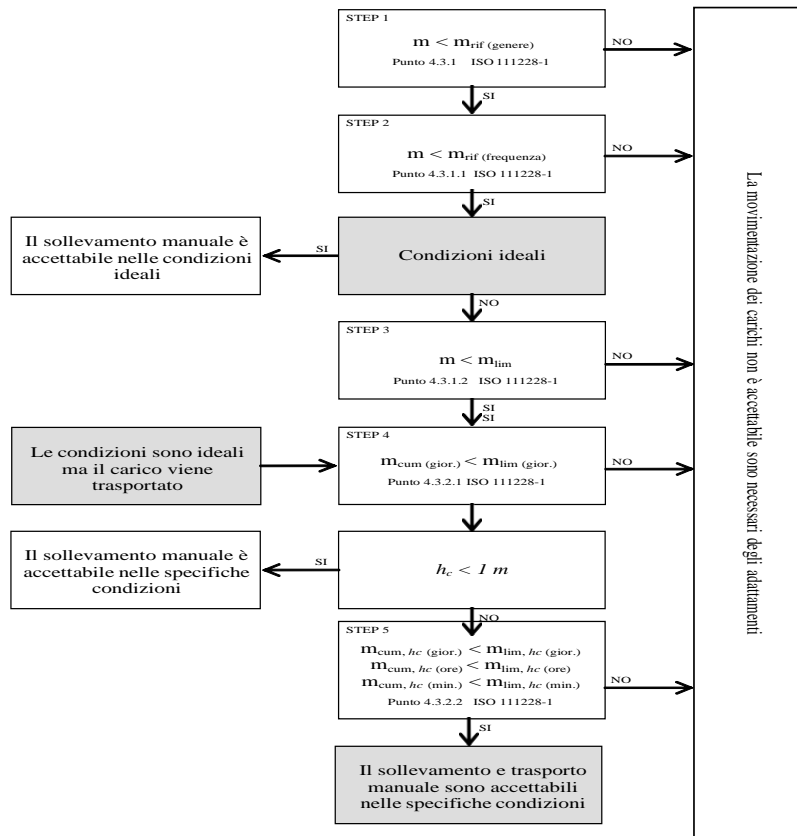 STEP 1
m < mrif (genere)
Punto 4.3.1 ISO 111228-1
NO
SI
STEP 2
m < mrif (frequenza)
Punto 4.3.1.1 ISO 111228-1
NO
SI
Il sollevamento manuale è
accettabile nelle condizioni
ideali
SI
Condizioni ideali
NO
STEP 3
m < mlim
Punto 4.3.1.2 ISO 111228-1
NO
SI
SI
Le condizioni sono ideali
ma il carico viene
trasportato
STEP 4
mcum (gior.) < mlim (gior.)
Punto 4.3.2.1 ISO 111228-1
NO
Il sollevamento manuale è
accettabile nelle specifiche
condizioni
SI
hc < 1 m
NO
STEP 5
mcum, hc (gior.) < mlim, hc (gior.)
mcum, hc (ore) < mlim, hc (ore)
mcum, hc (min.) < mlim, hc (min.)
Punto 4.3.2.2 ISO 111228-1
NO
SI
Il sollevamento e trasporto
manuale sono accettabili
nelle specifiche condizioni
La movimentazione dei carichi non è accettabile sono necessari degli adattamenti